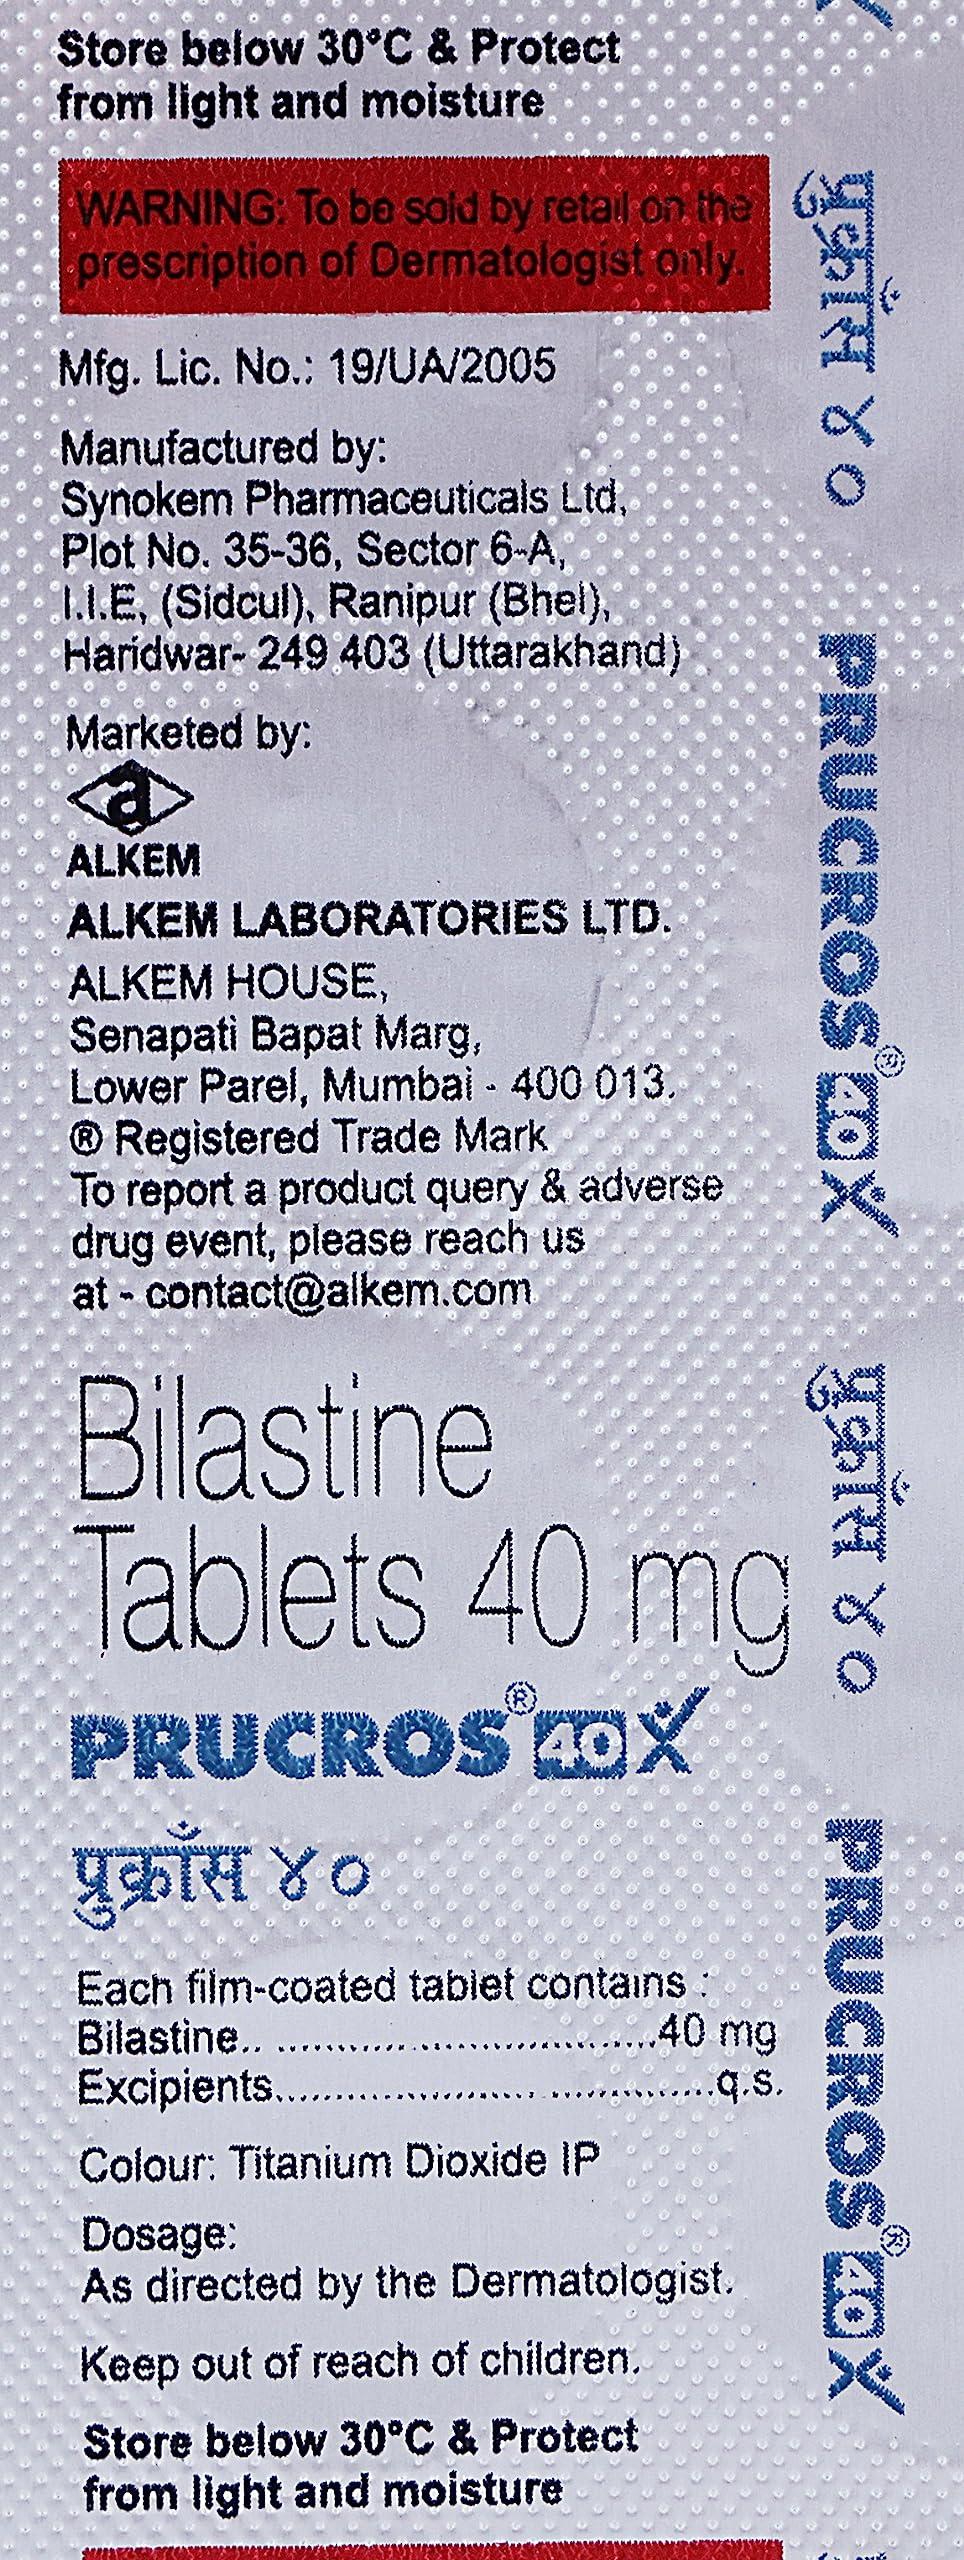 Store below 30°C & Protect
from light and moisture
WARNING: To be sold by retail on the
prescription of Dermatologist only.
Mfg. Lic. No.: 19/UA/2005
Manufactured by:
Synokem Pharmaceuticals Ltd,
Plot No. 35-36, Sector 6-A,
I.I.E, (Sidcul), Ranipur (Bhel),
Haridwar- 249 403 (Uttarakhand)
Marketed by:
a
ALKEM
ALKEM LABORATORIES LTD.
ALKEM HOUSE,
Senapati Bapat Marg,
Lower Parel, Mumbai - 400 013.
® Registered Trade Mark
To report a product query & adverse
drug event, please reach us
at - contact@alkem.com
Bilastine
Tablets 40 mg
PRUCROS® 40 X
प्रुक्रॉंस ४०
Each film-coated tablet contains :
Bilastine.. ......................................40 mg
Excipients..........................................q.s.
Colour: Titanium Dioxide IP
Dosage:
As directed by the Dermatologist.
Keep out of reach of children.
Store below 30°C & Protect
from light and moisture
प्रुक्रॉंस ४०
PRUCROS® 40 X
प्रुक्रॉंस ४०
PRUCROS® 40 X